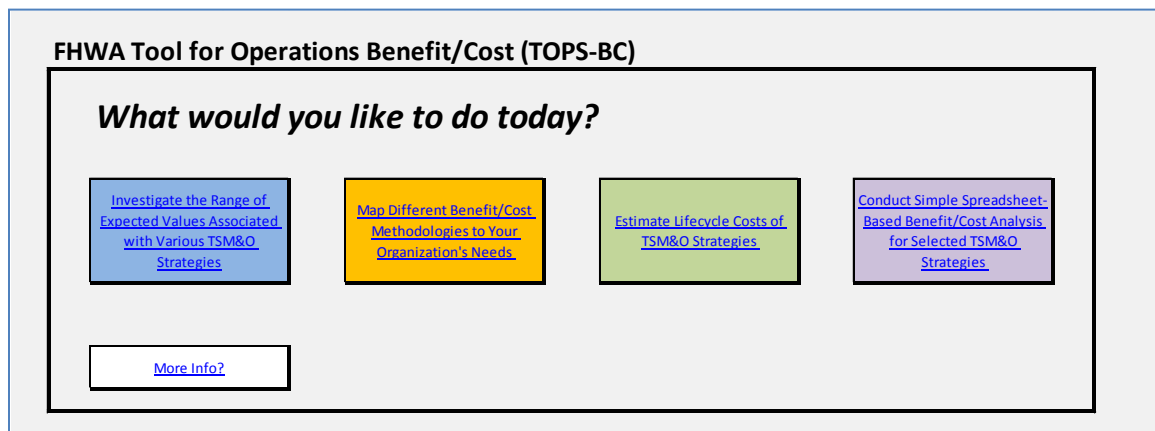 FHWA Tool for Operations Benefit/Cost (TOPS-BC)
What would you like to do today?
Investigate the Range of
Expected Values Associated
with Various TSM&O
Strategies
Map Different Benefit/Cost
Methodologies to Your
Organization's Needs
Estimate Lifecycle Costs of
TSM&O Strategies
Conduct Simple Spreadsheet-
Based Benefit/Cost Analysis
for Selected TSM&O
Strategies
More Info?